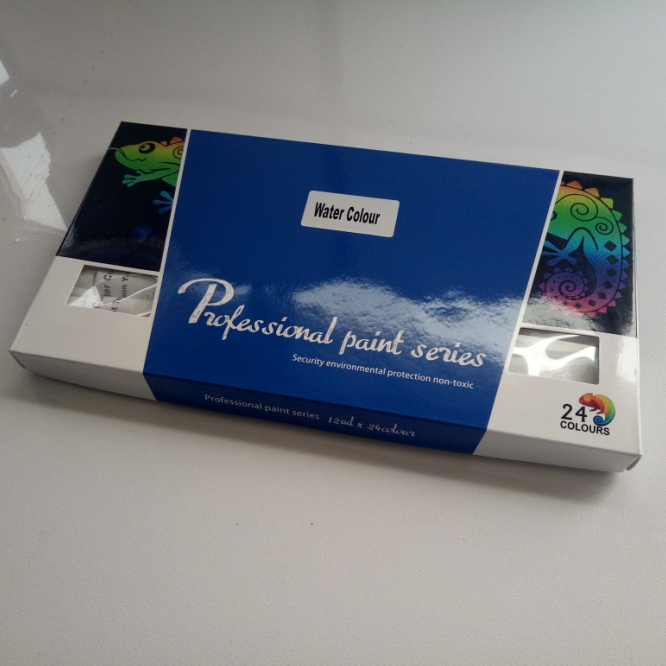 Water Colour
Professional paint series
Security environmental protection non-toxic
Professional paint series 12ml x 24colour
24
COLOURS